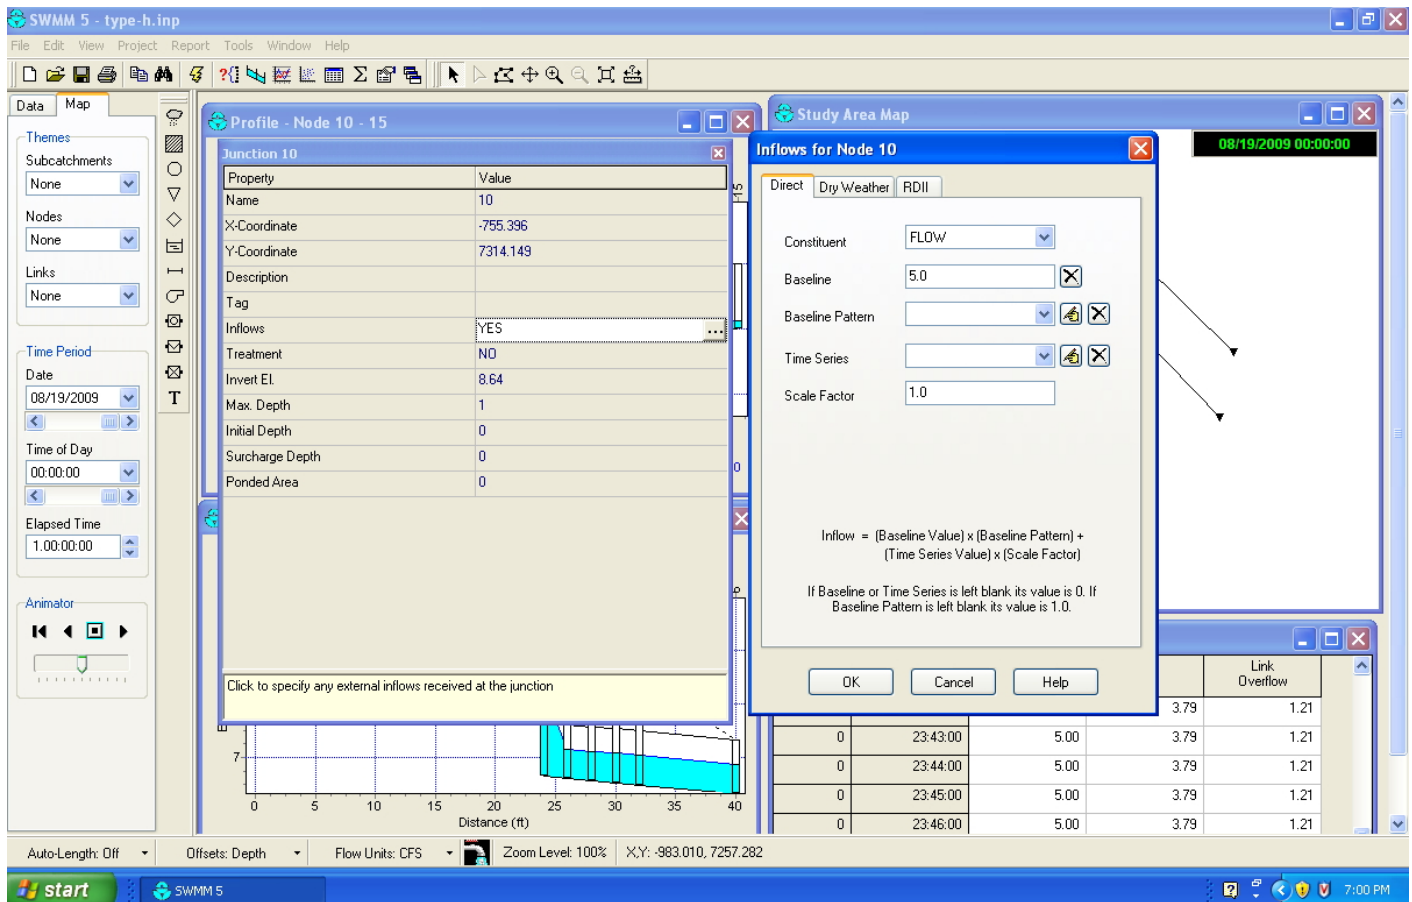 SWMM 5 - type-h.inp
File Edit View Project Report Tools Window Help
Data Map
Themes
Subcatchments
None
Nodes
None
Links
None
Time Period
Date
08/19/2009
Time of Day
00:00:00
Elapsed Time
1.00:00:00
Animator
T
Profile - Node 10 - 15
Junction 10
Property Value
Name 10
X-Coordinate -755.396
Y-Coordinate 7314.149
Description
Tag
Inflows YES ...
Treatment NO
Invert El. 8.64
Max. Depth 1
Initial Depth 0
Surcharge Depth 0
Ponded Area 0
Click to specify any external inflows received at the junction
7
0 5 10 15 20 25 30 35 40
Distance (ft)
Study Area Map
08/19/2009 00:00:00
Inflows for Node 10
Direct Dry Weather RDII
Constituent FLOW
Baseline 5.0
Baseline Pattern
Time Series
Scale Factor 1.0
Inflow = (Baseline Value) x (Baseline Pattern) +
(Time Series Value) x (Scale Factor)
If Baseline or Time Series is left blank its value is 0. If
Baseline Pattern is left blank its value is 1.0.
OK Cancel Help
Link
Overflow
3.79 1.21
0 23:43:00 5.00 3.79 1.21
0 23:44:00 5.00 3.79 1.21
0 23:45:00 5.00 3.79 1.21
0 23:46:00 5.00 3.79 1.21
Auto-Length: Off Offsets: Depth Flow Units: CFS Zoom Level: 100% X,Y: -983.010, 7257.282
start SWMM 5 7:00 PM